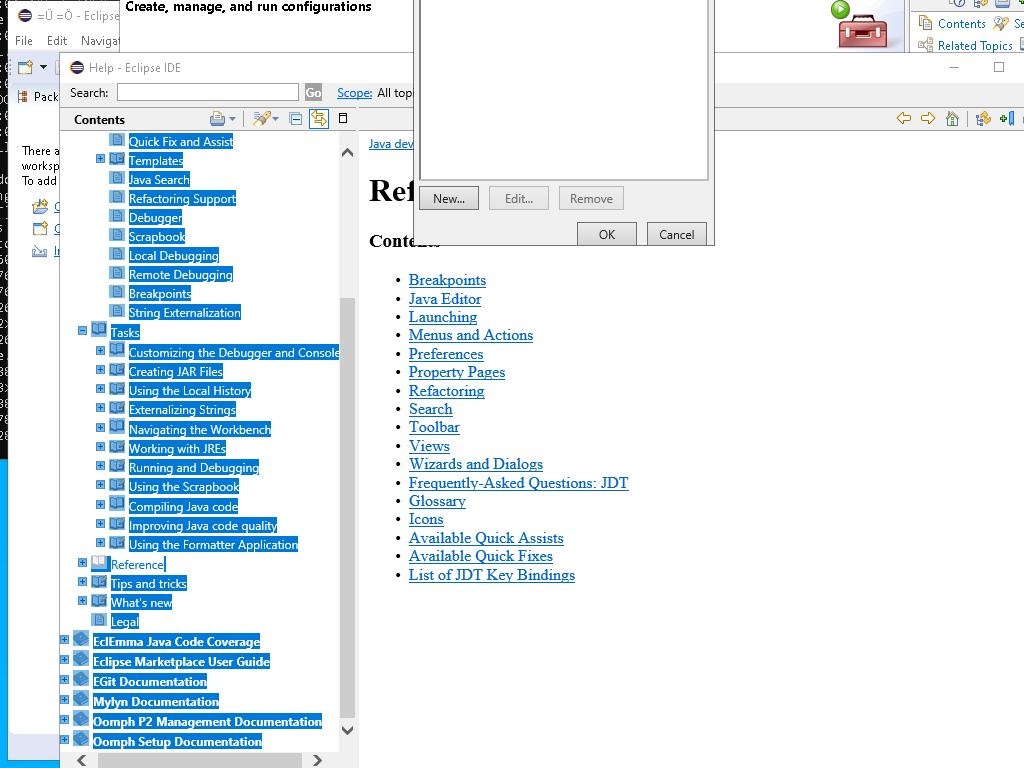 Create, manage, and run configurations
=Ü =Ö - Eclipse
File Edit Navigat
Contents
Related Topics
Help - Eclipse IDE
Pack
Search:
Go
Scope: All topi
Contents
There a
worksp
To add
Java dev
Ref
Contents
Quick Fix and Assist
Templates
Java Search
Refactoring Support
Debugger
Scrapbook
Local Debugging
Remote Debugging
Breakpoints
String Externalization
Tasks
Customizing the Debugger and Console
Creating JAR Files
Using the Local History
Externalizing Strings
Navigating the Workbench
Working with JREs
Running and Debugging
Using the Scrapbook
Compiling Java code
Improving Java code quality
Using the Formatter Application
Reference
Tips and tricks
What's new
Legal
EclEmma Java Code Coverage
Eclipse Marketplace User Guide
EGit Documentation
Mylyn Documentation
Oomph P2 Management Documentation
Oomph Setup Documentation
New... Edit... Remove
OK Cancel
• Breakpoints
• Java Editor
• Launching
• Menus and Actions
• Preferences
• Property Pages
• Refactoring
• Search
• Toolbar
• Views
• Wizards and Dialogs
• Frequently-Asked Questions: JDT
• Glossary
• Icons
• Available Quick Assists
• Available Quick Fixes
• List of JDT Key Bindings